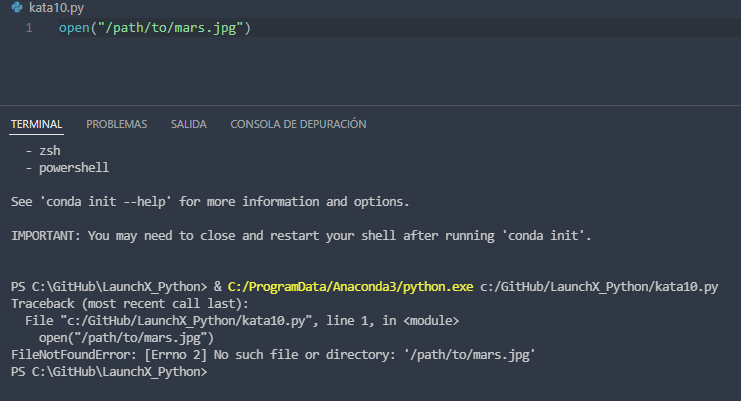 kata10.py
1 open("/path/to/mars.jpg")
TERMINAL PROBLEMAS SALIDA CONSOLA DE DEPURACIÓN
- zsh
- powershell
See 'conda init --help' for more information and options.
IMPORTANT: You may need to close and restart your shell after running 'conda init'.
PS C:\GitHub\LaunchX_Python> & C:/ProgramData/Anaconda3/python.exe c:/GitHub/LaunchX_Python/kata10.py
Traceback (most recent call last):
File "c:/GitHub/LaunchX_Python/kata10.py", line 1, in <module>
open("/path/to/mars.jpg")
FileNotFoundError: [Errno 2] No such file or directory: '/path/to/mars.jpg'
PS C:\GitHub\LaunchX_Python>